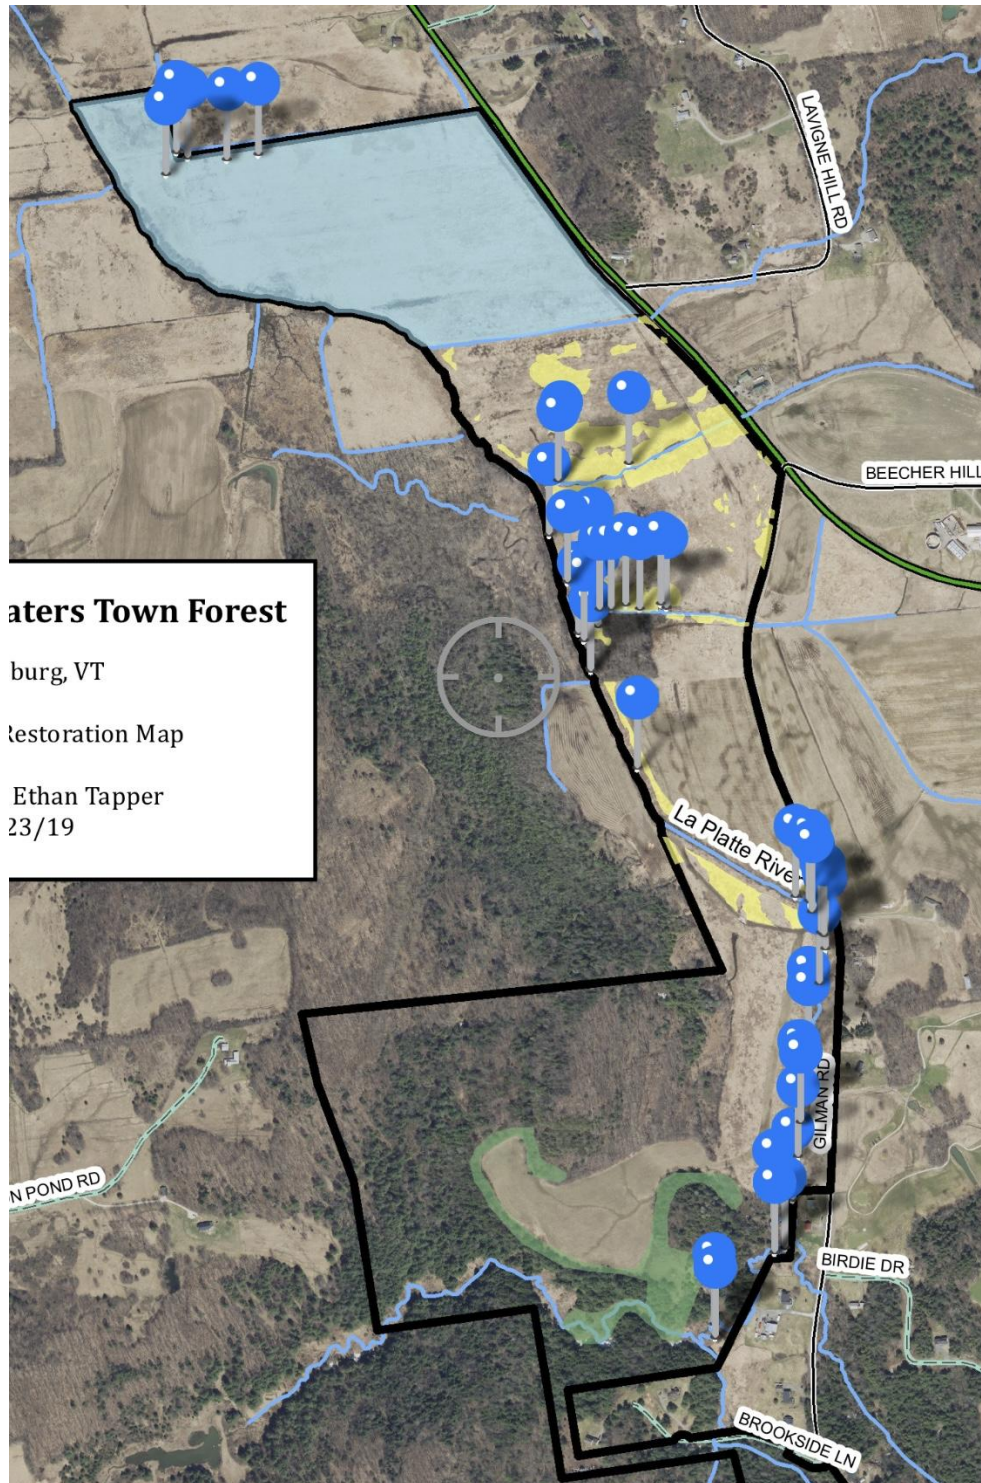 LAVIGNE HILL RD
BEECHER HILL
aters Town Forest
burg, VT
Restoration Map
Ethan Tapper
23/19
La Platte River
GILMAN RD
N POND RD
BIRDIE DR
BROOKSIDE LN